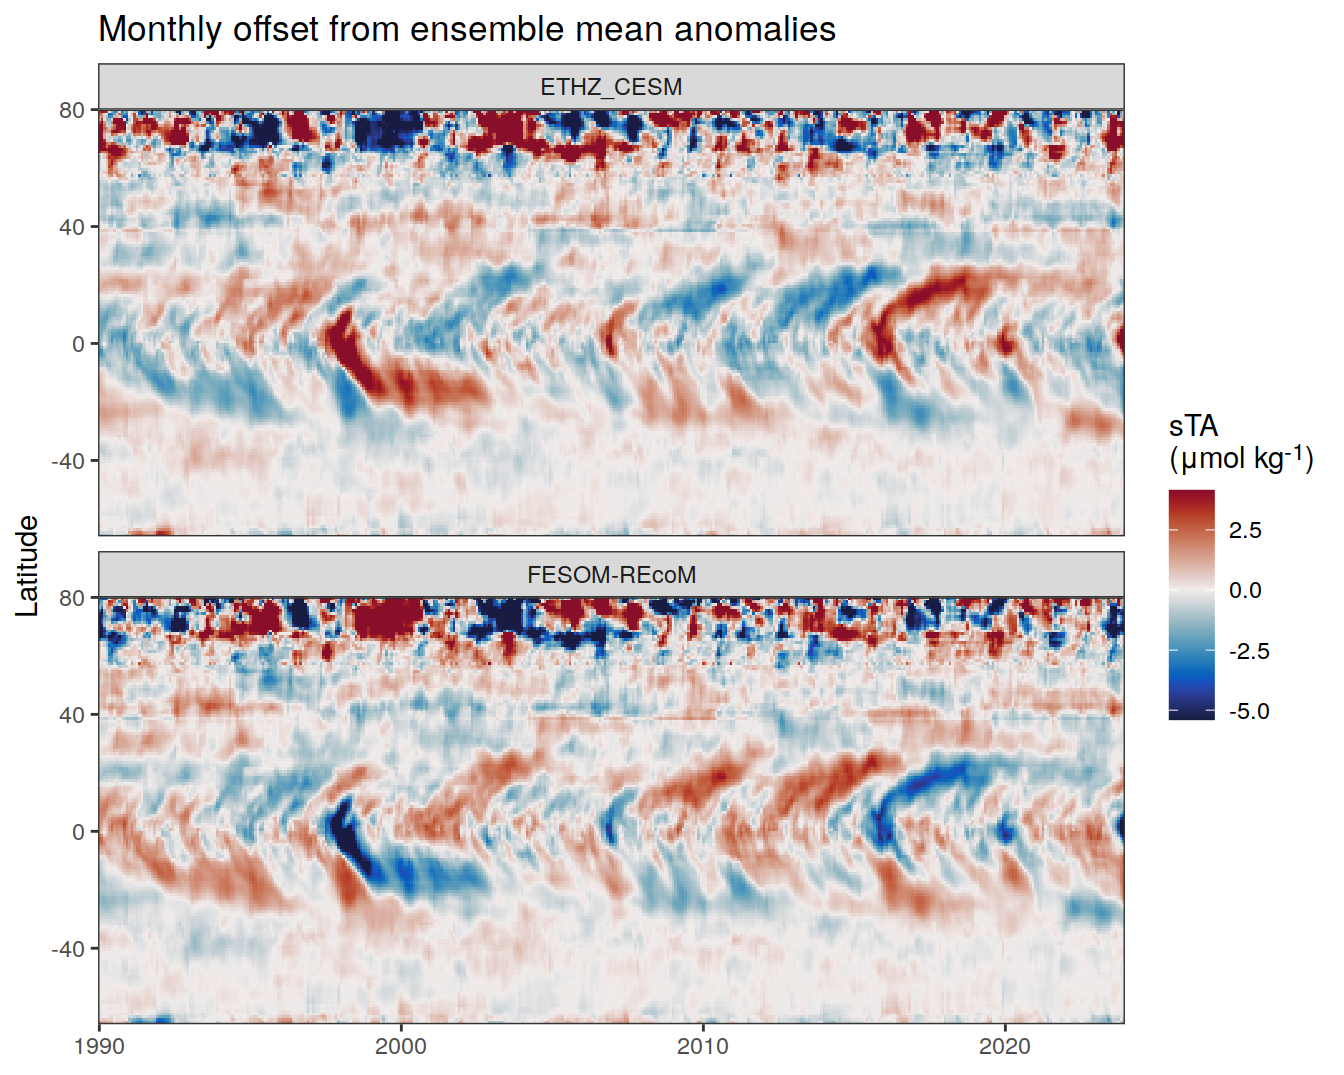 Monthly offset from ensemble mean anomalies
ETHZ_CESM
80
40
0
-40
Latitude
FESOM-REcoM
80
40
0
-40
1990
2000
2010
2020
sTA
(µmol kg⁻¹)
2.5
0.0
-2.5
-5.0